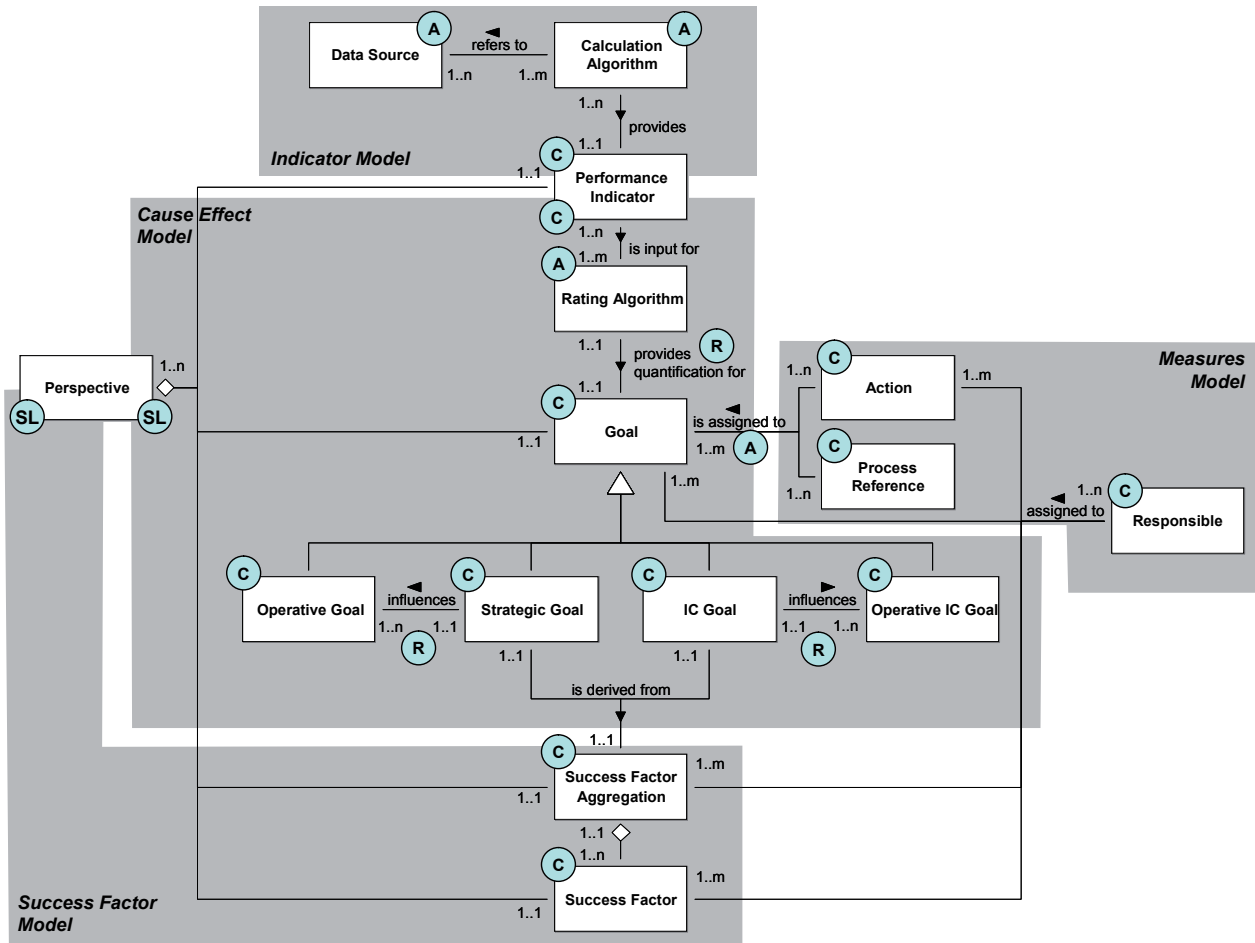 A
A
Data Source
refers to
Calculation
Algorithm
1..n
1..m
1..n
provides
Indicator Model
1..1
C
1..1
Performance
Indicator
Cause Effect
Model
C
1..n
is input for
1..m
A
Rating Algorithm
1..1
provides
quantification for
R
1..1
1..n
Perspective
SL
SL
C
Goal
1..1
is assigned to
1..m
A
Measures
Model
C
1..n
Action
1..m
C
Process
Reference
1..n
1..m
1..n
C
assigned to
Responsible
C
Operative Goal
influences
1..n
1..1
R
C
Strategic Goal
C
IC Goal
influences
1..1
1..n
R
C
Operative IC Goal
1..1
1..1
is derived from
1..1
C
Success Factor
Aggregation
1..m
1..1
1..1
1..n
C
Success Factor
1..m
1..1
Success Factor
Model